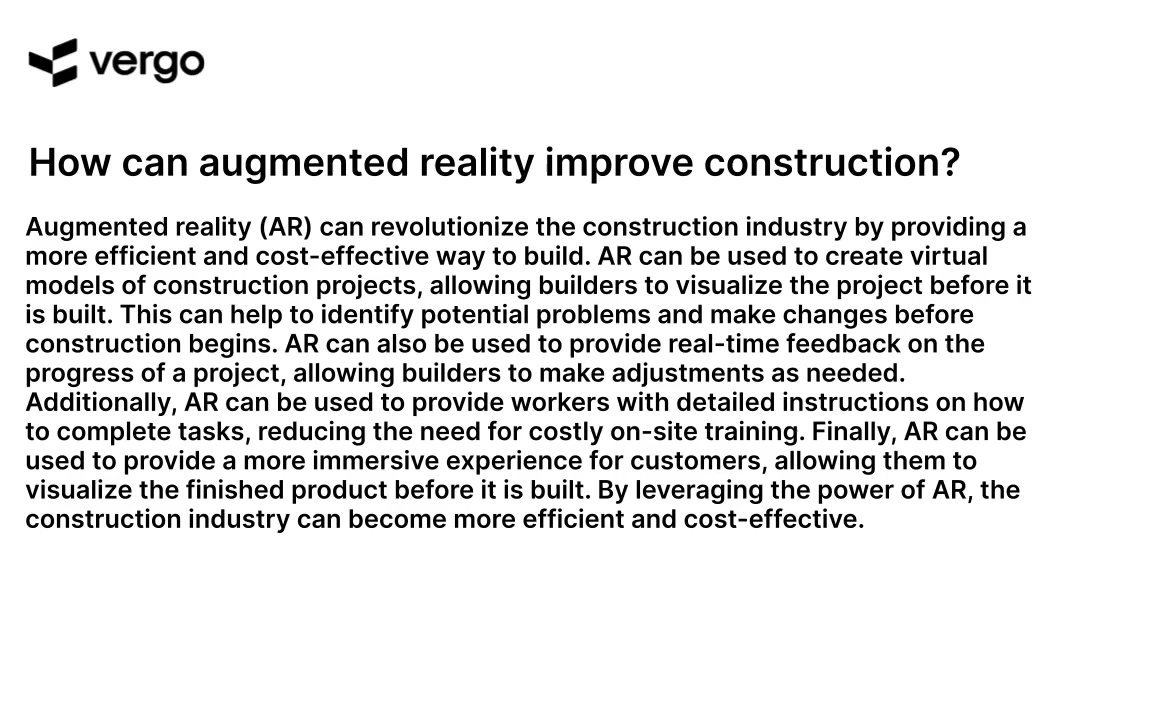 vergo
How can augmented reality improve construction?
Augmented reality (AR) can revolutionize the construction industry by providing a
more efficient and cost-effective way to build. AR can be used to create virtual
models of construction projects, allowing builders to visualize the project before it
is built. This can help to identify potential problems and make changes before
construction begins. AR can also be used to provide real-time feedback on the
progress of a project, allowing builders to make adjustments as needed.
Additionally, AR can be used to provide workers with detailed instructions on how
to complete tasks, reducing the need for costly on-site training. Finally, AR can be
used to provide a more immersive experience for customers, allowing them to
visualize the finished product before it is built. By leveraging the power of AR, the
construction industry can become more efficient and cost-effective.